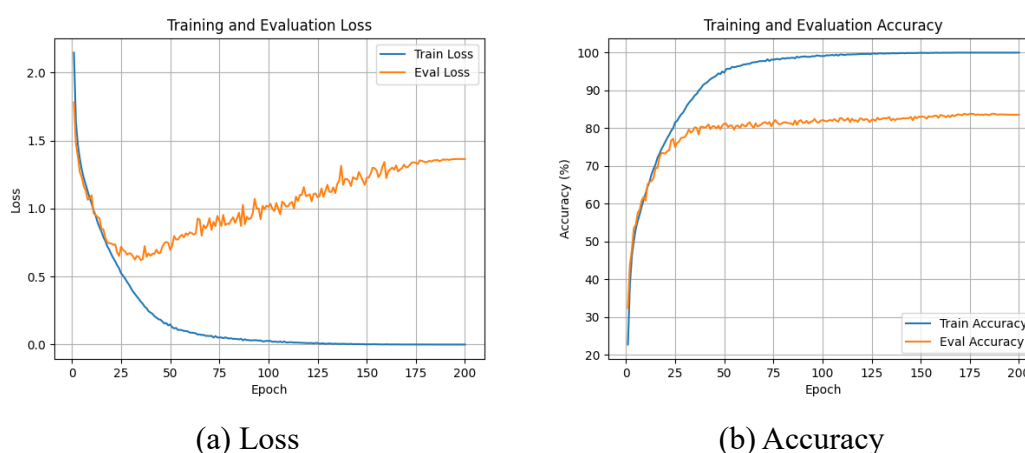 Training and Evaluation Loss
Train Loss
Eval Loss
2.0
1.5
1.0
0.5
0.0
Loss
0 25 50 75 100 125 150 175 200
Epoch
(a) Loss
Training and Evaluation Accuracy
100
90
80
70
60
50
40
30
20
Accuracy (%)
Train Accuracy
Eval Accuracy
0 25 50 75 100 125 150 175 200
Epoch
(b) Accuracy